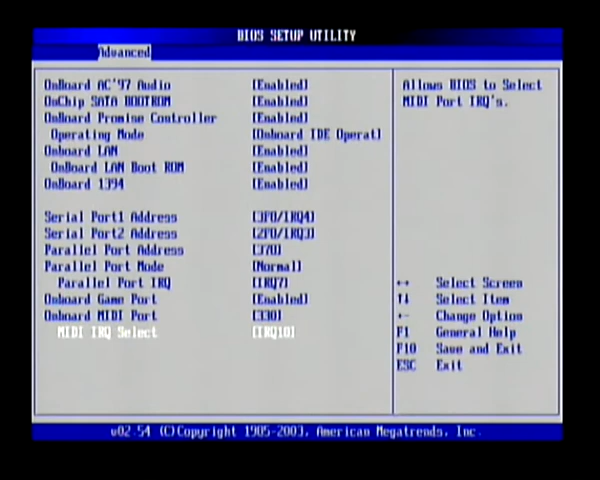 BIOS SETUP UTILITY
Advanced
OnBoard AC'97 Audio [Enabled]
OnChip SATA BOOTROM [Enabled]
OnBoard Promise Controller [Enabled]
Operating Mode [Onboard IDE Operat]
Onboard LAN [Enabled]
OnBoard LAN Boot ROM [Enabled]
OnBoard 1394 [Enabled]
Serial Port1 Address [3F8/IRQ4]
Serial Port2 Address [2F8/IRQ3]
Parallel Port Address [378]
Parallel Port Mode [Normal]
Parallel Port IRQ [IRQ7]
Onboard Game Port [Enabled]
Onboard MIDI Port [330]
MIDI IRQ Select [IRQ10]
Allows BIOS to Select
MIDI Port IRQ's.
↔ Select Screen
↑↓ Select Item
+- Change Option
F1 General Help
F10 Save and Exit
ESC Exit
v02.54 (C)Copyright 1985-2003, American Megatrends, Inc.